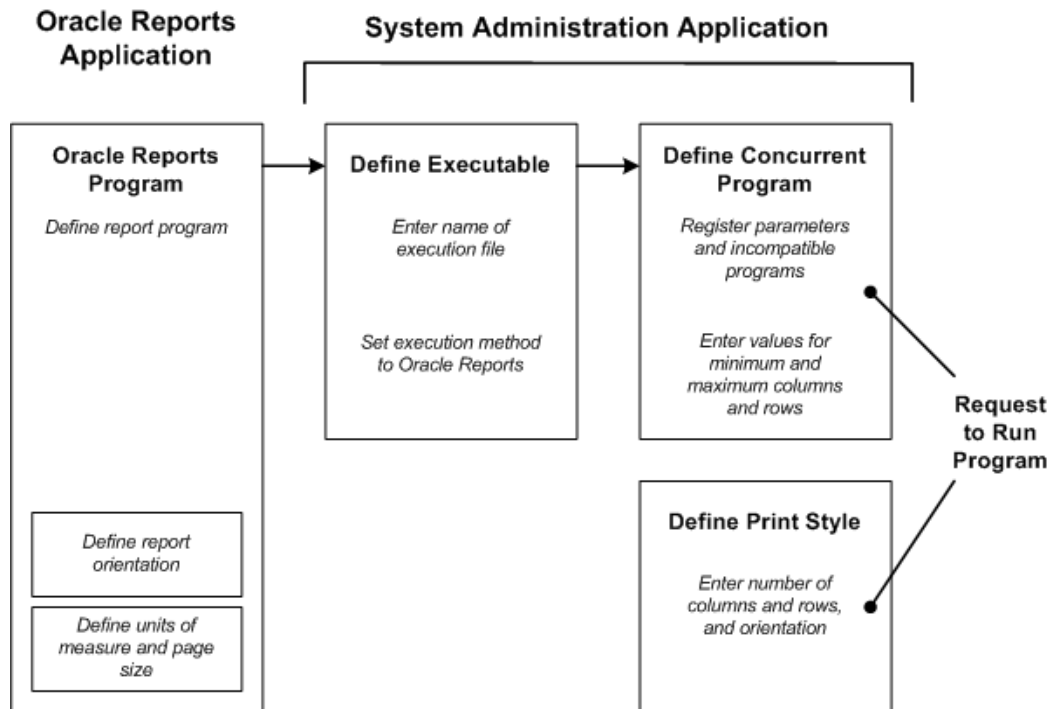 Oracle Reports
Application
System Administration Application
Oracle Reports
Program
Define report program
Define report
orientation
Define units of
measure and page
size
Define Executable
Enter name of
execution file
Set execution method
to Oracle Reports
Define Concurrent
Program
Register parameters
and incompatible
programs
Enter values for
minimum and
maximum columns
and rows
Define Print Style
Enter number of
columns and rows,
and orientation
Request
to Run
Program